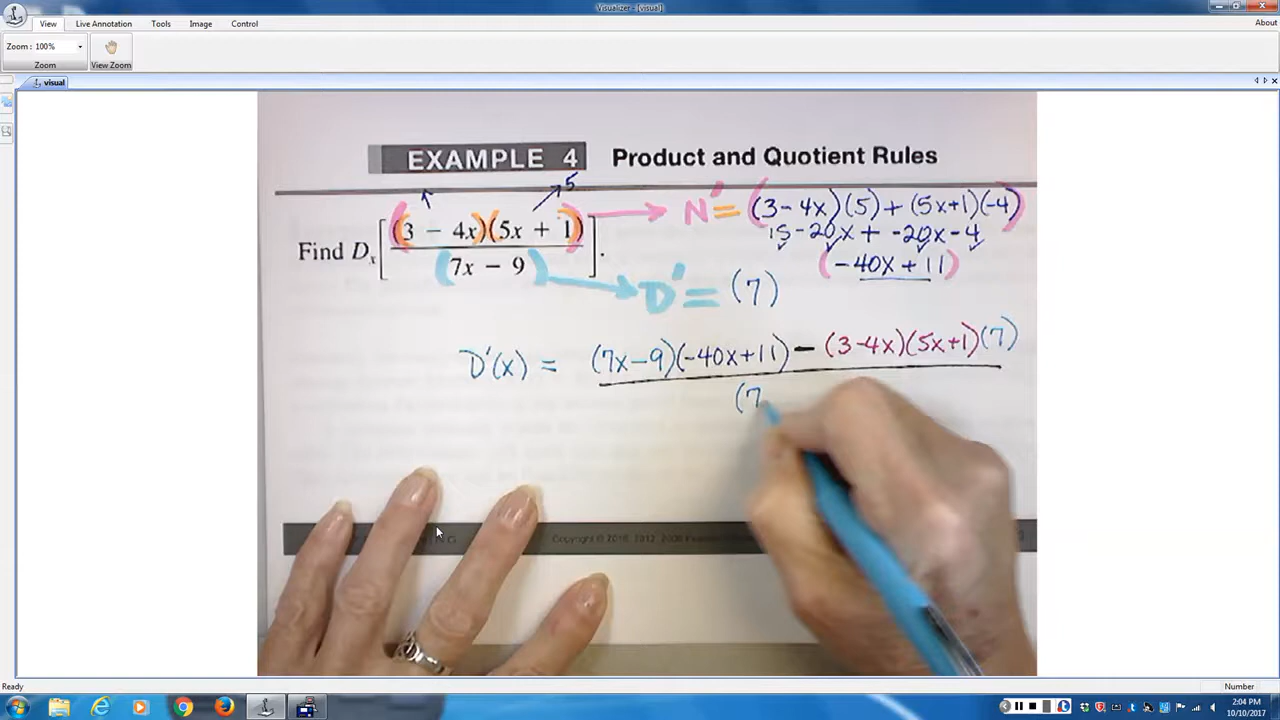 Visualizer - [visual]
View Live Annotation Tools Image Control
About
Zoom : 100%
Zoom
View Zoom
visual
EXAMPLE 4 Product and Quotient Rules
5
N' = (3 - 4x)(5) + (5x+1)(-4)
15 - 20x + -20x - 4
(-40x + 11)
Find Dx [ (3 − 4x)(5x + 1) / (7x − 9) ].
D' = (7)
D'(x) = (7x - 9)(-40x + 11) - (3-4x)(5x+1)(7)
(7
Ready
Number
2:04 PM
10/10/2017